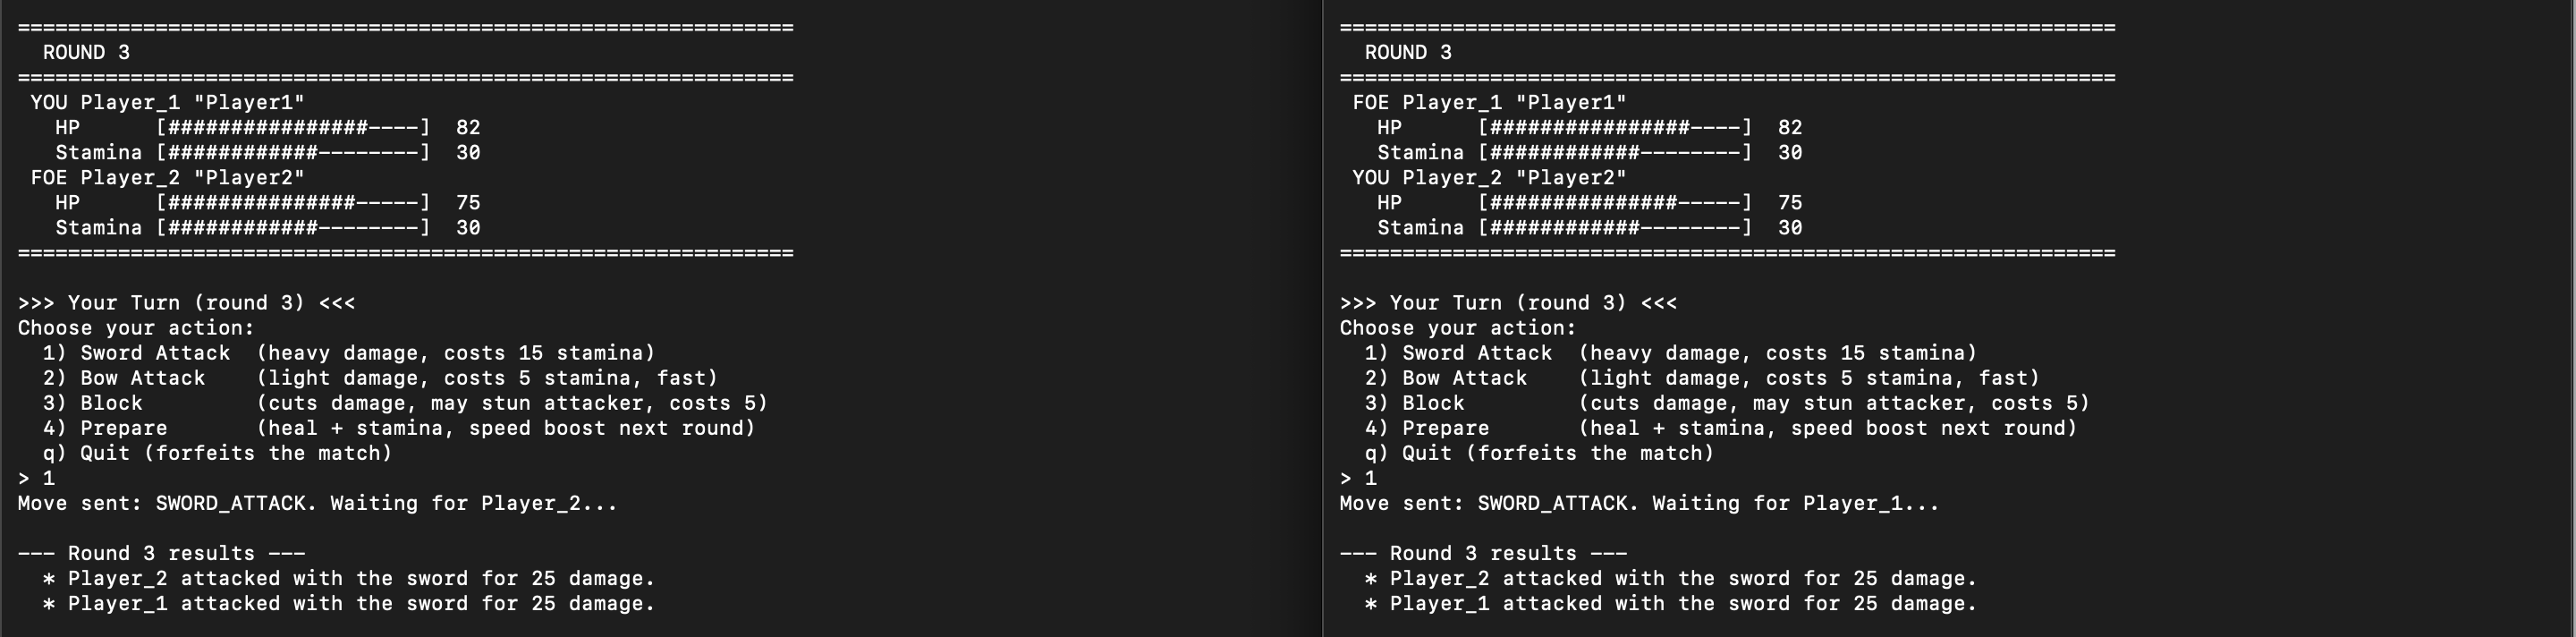 ==============================================================
  ROUND 3
==============================================================
 YOU Player_1 "Player1"
   HP      [################----]  82
   Stamina [############--------]  30
 FOE Player_2 "Player2"
   HP      [###############-----]  75
   Stamina [############--------]  30
==============================================================

>>> Your Turn (round 3) <<<
Choose your action:
  1) Sword Attack  (heavy damage, costs 15 stamina)
  2) Bow Attack    (light damage, costs 5 stamina, fast)
  3) Block         (cuts damage, may stun attacker, costs 5)
  4) Prepare       (heal + stamina, speed boost next round)
  q) Quit (forfeits the match)
> 1
Move sent: SWORD_ATTACK. Waiting for Player_2...

--- Round 3 results ---
  * Player_2 attacked with the sword for 25 damage.
  * Player_1 attacked with the sword for 25 damage.
==============================================================
  ROUND 3
==============================================================
 FOE Player_1 "Player1"
   HP      [################----]  82
   Stamina [############--------]  30
 YOU Player_2 "Player2"
   HP      [###############-----]  75
   Stamina [############--------]  30
==============================================================

>>> Your Turn (round 3) <<<
Choose your action:
  1) Sword Attack  (heavy damage, costs 15 stamina)
  2) Bow Attack    (light damage, costs 5 stamina, fast)
  3) Block         (cuts damage, may stun attacker, costs 5)
  4) Prepare       (heal + stamina, speed boost next round)
  q) Quit (forfeits the match)
> 1
Move sent: SWORD_ATTACK. Waiting for Player_1...

--- Round 3 results ---
  * Player_2 attacked with the sword for 25 damage.
  * Player_1 attacked with the sword for 25 damage.